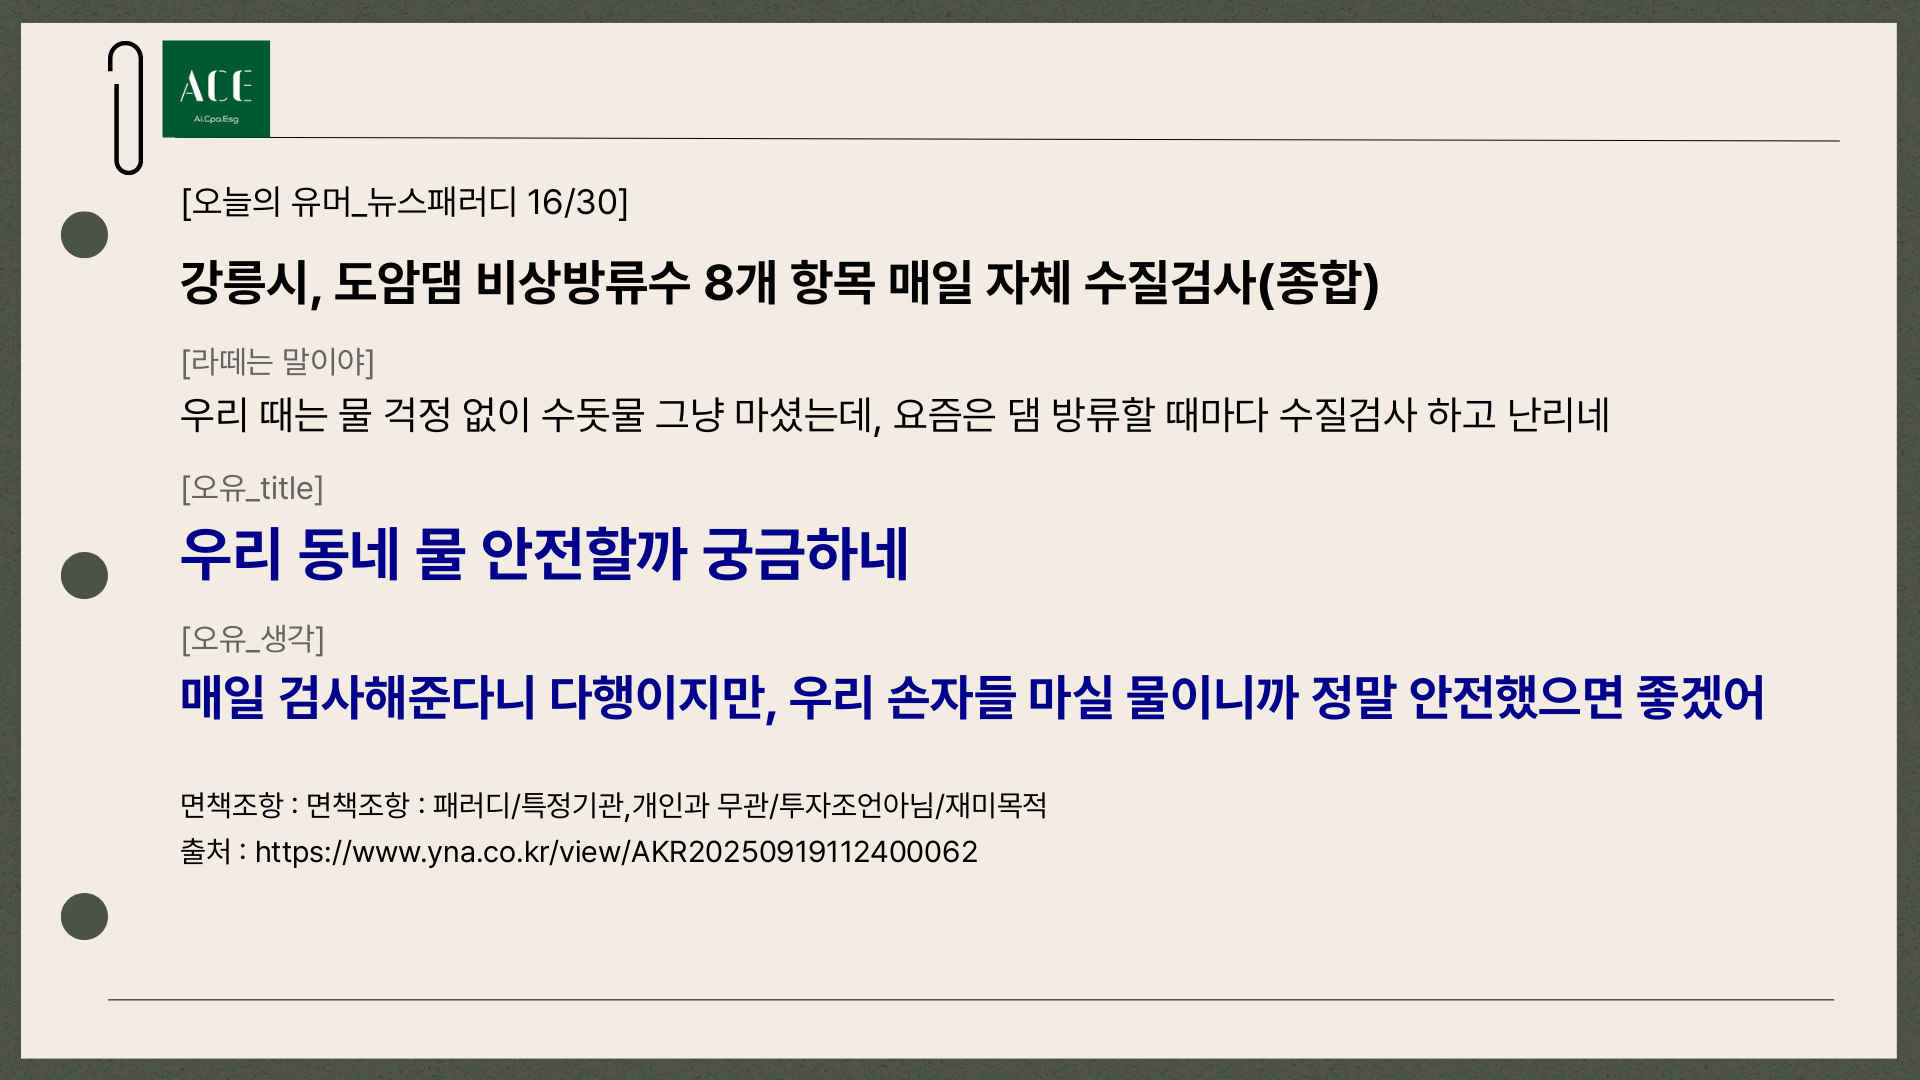 ACE
Ai.Cpa.Esg
[오늘의 유머_뉴스패러디 16/30]
강릉시, 도암댐 비상방류수 8개 항목 매일 자체 수질검사(종합)
[라떼는 말이야]
우리 때는 물 걱정 없이 수돗물 그냥 마셨는데, 요즘은 댐 방류할 때마다 수질검사 하고 난리네
[오유_title]
우리 동네 물 안전할까 궁금하네
[오유_생각]
매일 검사해준다니 다행이지만, 우리 손자들 마실 물이니까 정말 안전했으면 좋겠어
면책조항 : 면책조항 : 패러디/특정기관,개인과 무관/투자조언아님/재미목적
출처 : https://www.yna.co.kr/view/AKR20250919112400062